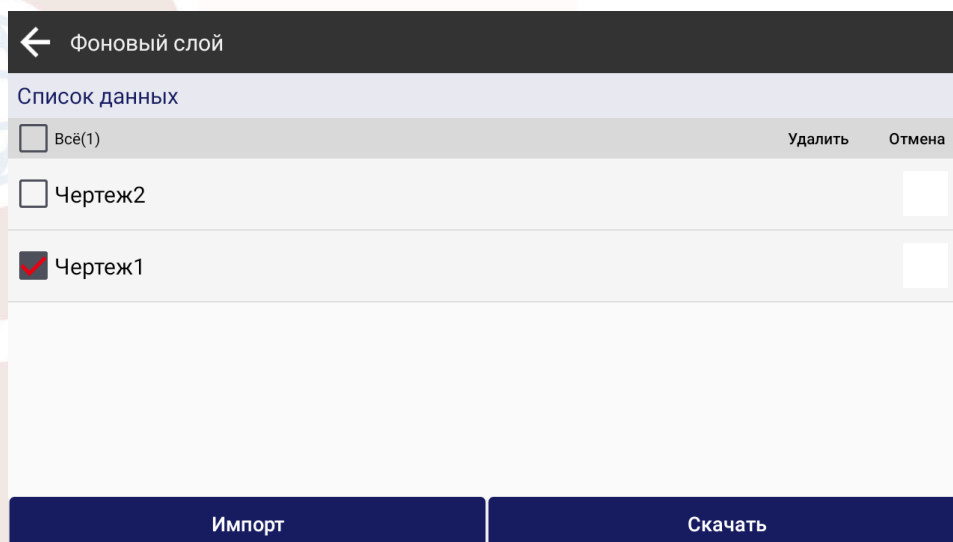 Фоновый слой
Список данных
Всё(1) Удалить Отмена
Чертеж2
Чертеж1
Импорт Скачать